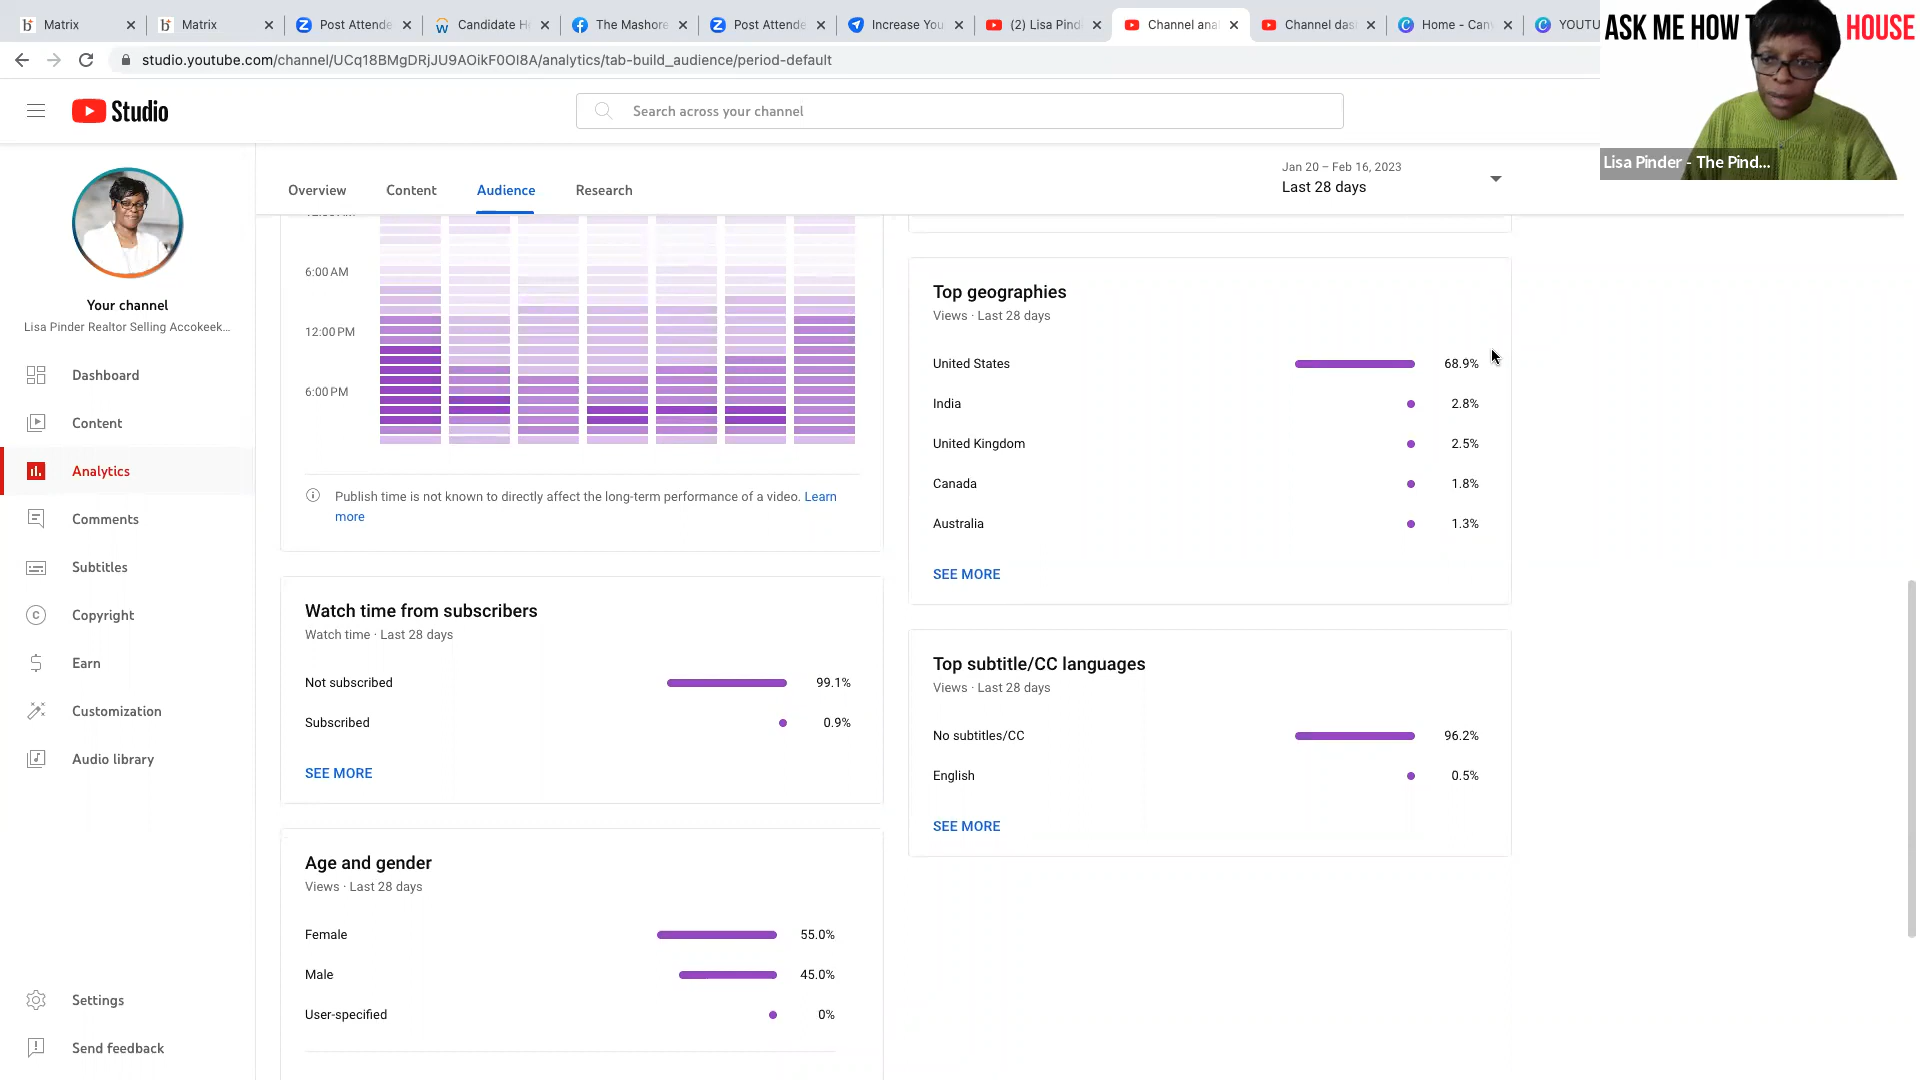 Matrix
Matrix
Post Attende
Candidate H
The Mashore
Post Attende
Increase You
(2) Lisa Pind
Channel ana
Channel das
Home - Can
YOUTU
studio.youtube.com/channel/UCq18BMgDRjJU9AOikF0OI8A/analytics/tab-build_audience/period-default
ASK ME HOW T
HOUSE
Lisa Pinder - The Pind...
Studio
Search across your channel
Your channel
Lisa Pinder Realtor Selling Accokeek...
Dashboard
Content
Analytics
Comments
Subtitles
Copyright
Earn
Customization
Audio library
Settings
Send feedback
Overview
Content
Audience
Research
Jan 20 – Feb 16, 2023
Last 28 days
6:00 AM
12:00 PM
6:00 PM
Publish time is not known to directly affect the long-term performance of a video. Learn
more
Watch time from subscribers
Watch time · Last 28 days
Not subscribed 99.1%
Subscribed 0.9%
SEE MORE
Age and gender
Views · Last 28 days
Female 55.0%
Male 45.0%
User-specified 0%
Top geographies
Views · Last 28 days
United States 68.9%
India 2.8%
United Kingdom 2.5%
Canada 1.8%
Australia 1.3%
SEE MORE
Top subtitle/CC languages
Views · Last 28 days
No subtitles/CC 96.2%
English 0.5%
SEE MORE